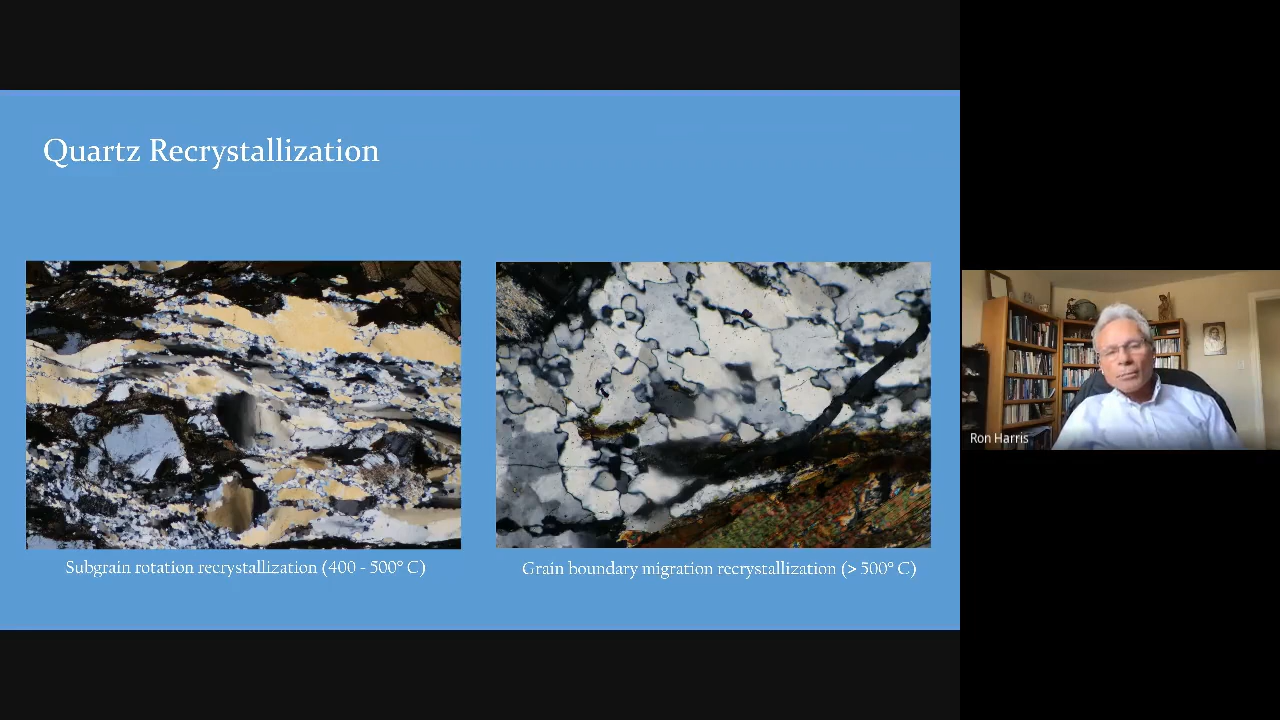 Quartz Recrystallization
Subgrain rotation recrystallization (400 - 500° C)
Grain boundary migration recrystallization (> 500° C)
Ron Harris